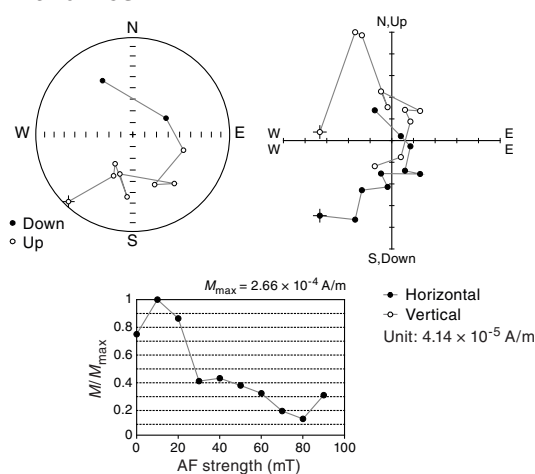 N
W
E
S
● Down
○ Up
N,Up
W
E
W
E
S,Down
Mmax = 2.66 × 10⁻⁴ A/m
Horizontal
Vertical
Unit: 4.14 × 10⁻⁵ A/m
M/Mmax
1
0.8
0.6
0.4
0.2
0
0 20 40 60 80 100
AF strength (mT)